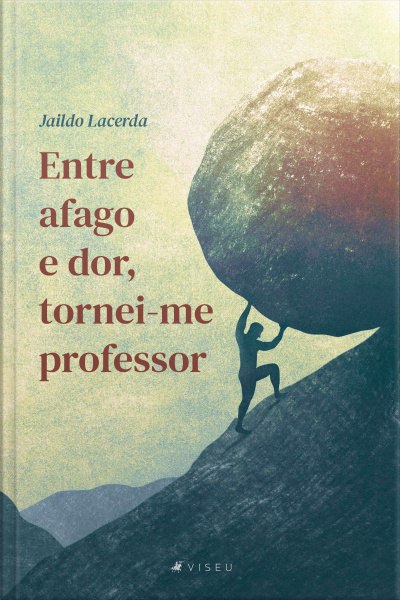 Jaildo Lacerda
Entre
afago
e dor,
tornei-me
professor
VISEU